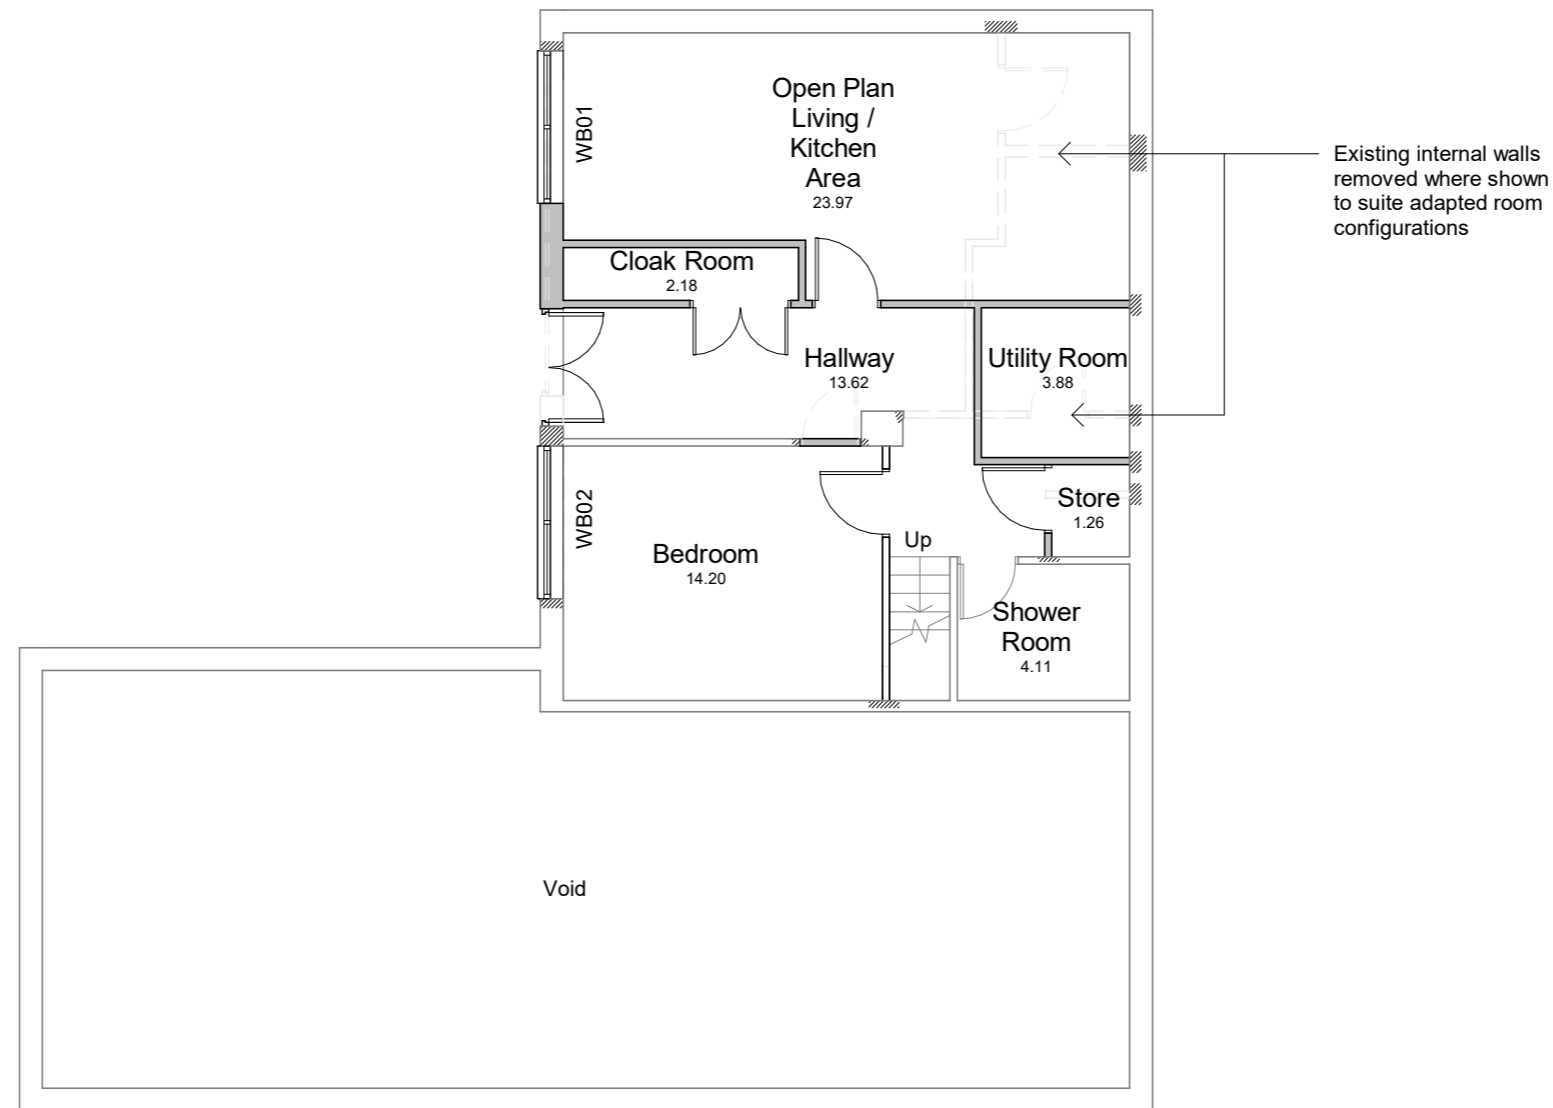 Open Plan
Living /
Kitchen
Area
23.97
WB01
Existing internal walls
removed where shown
to suite adapted room
configurations
Cloak Room
2.18
Hallway
13.62
Utility Room
3.88
WB02
Store
1.26
Up
Bedroom
14.20
Shower
Room
4.11
Void